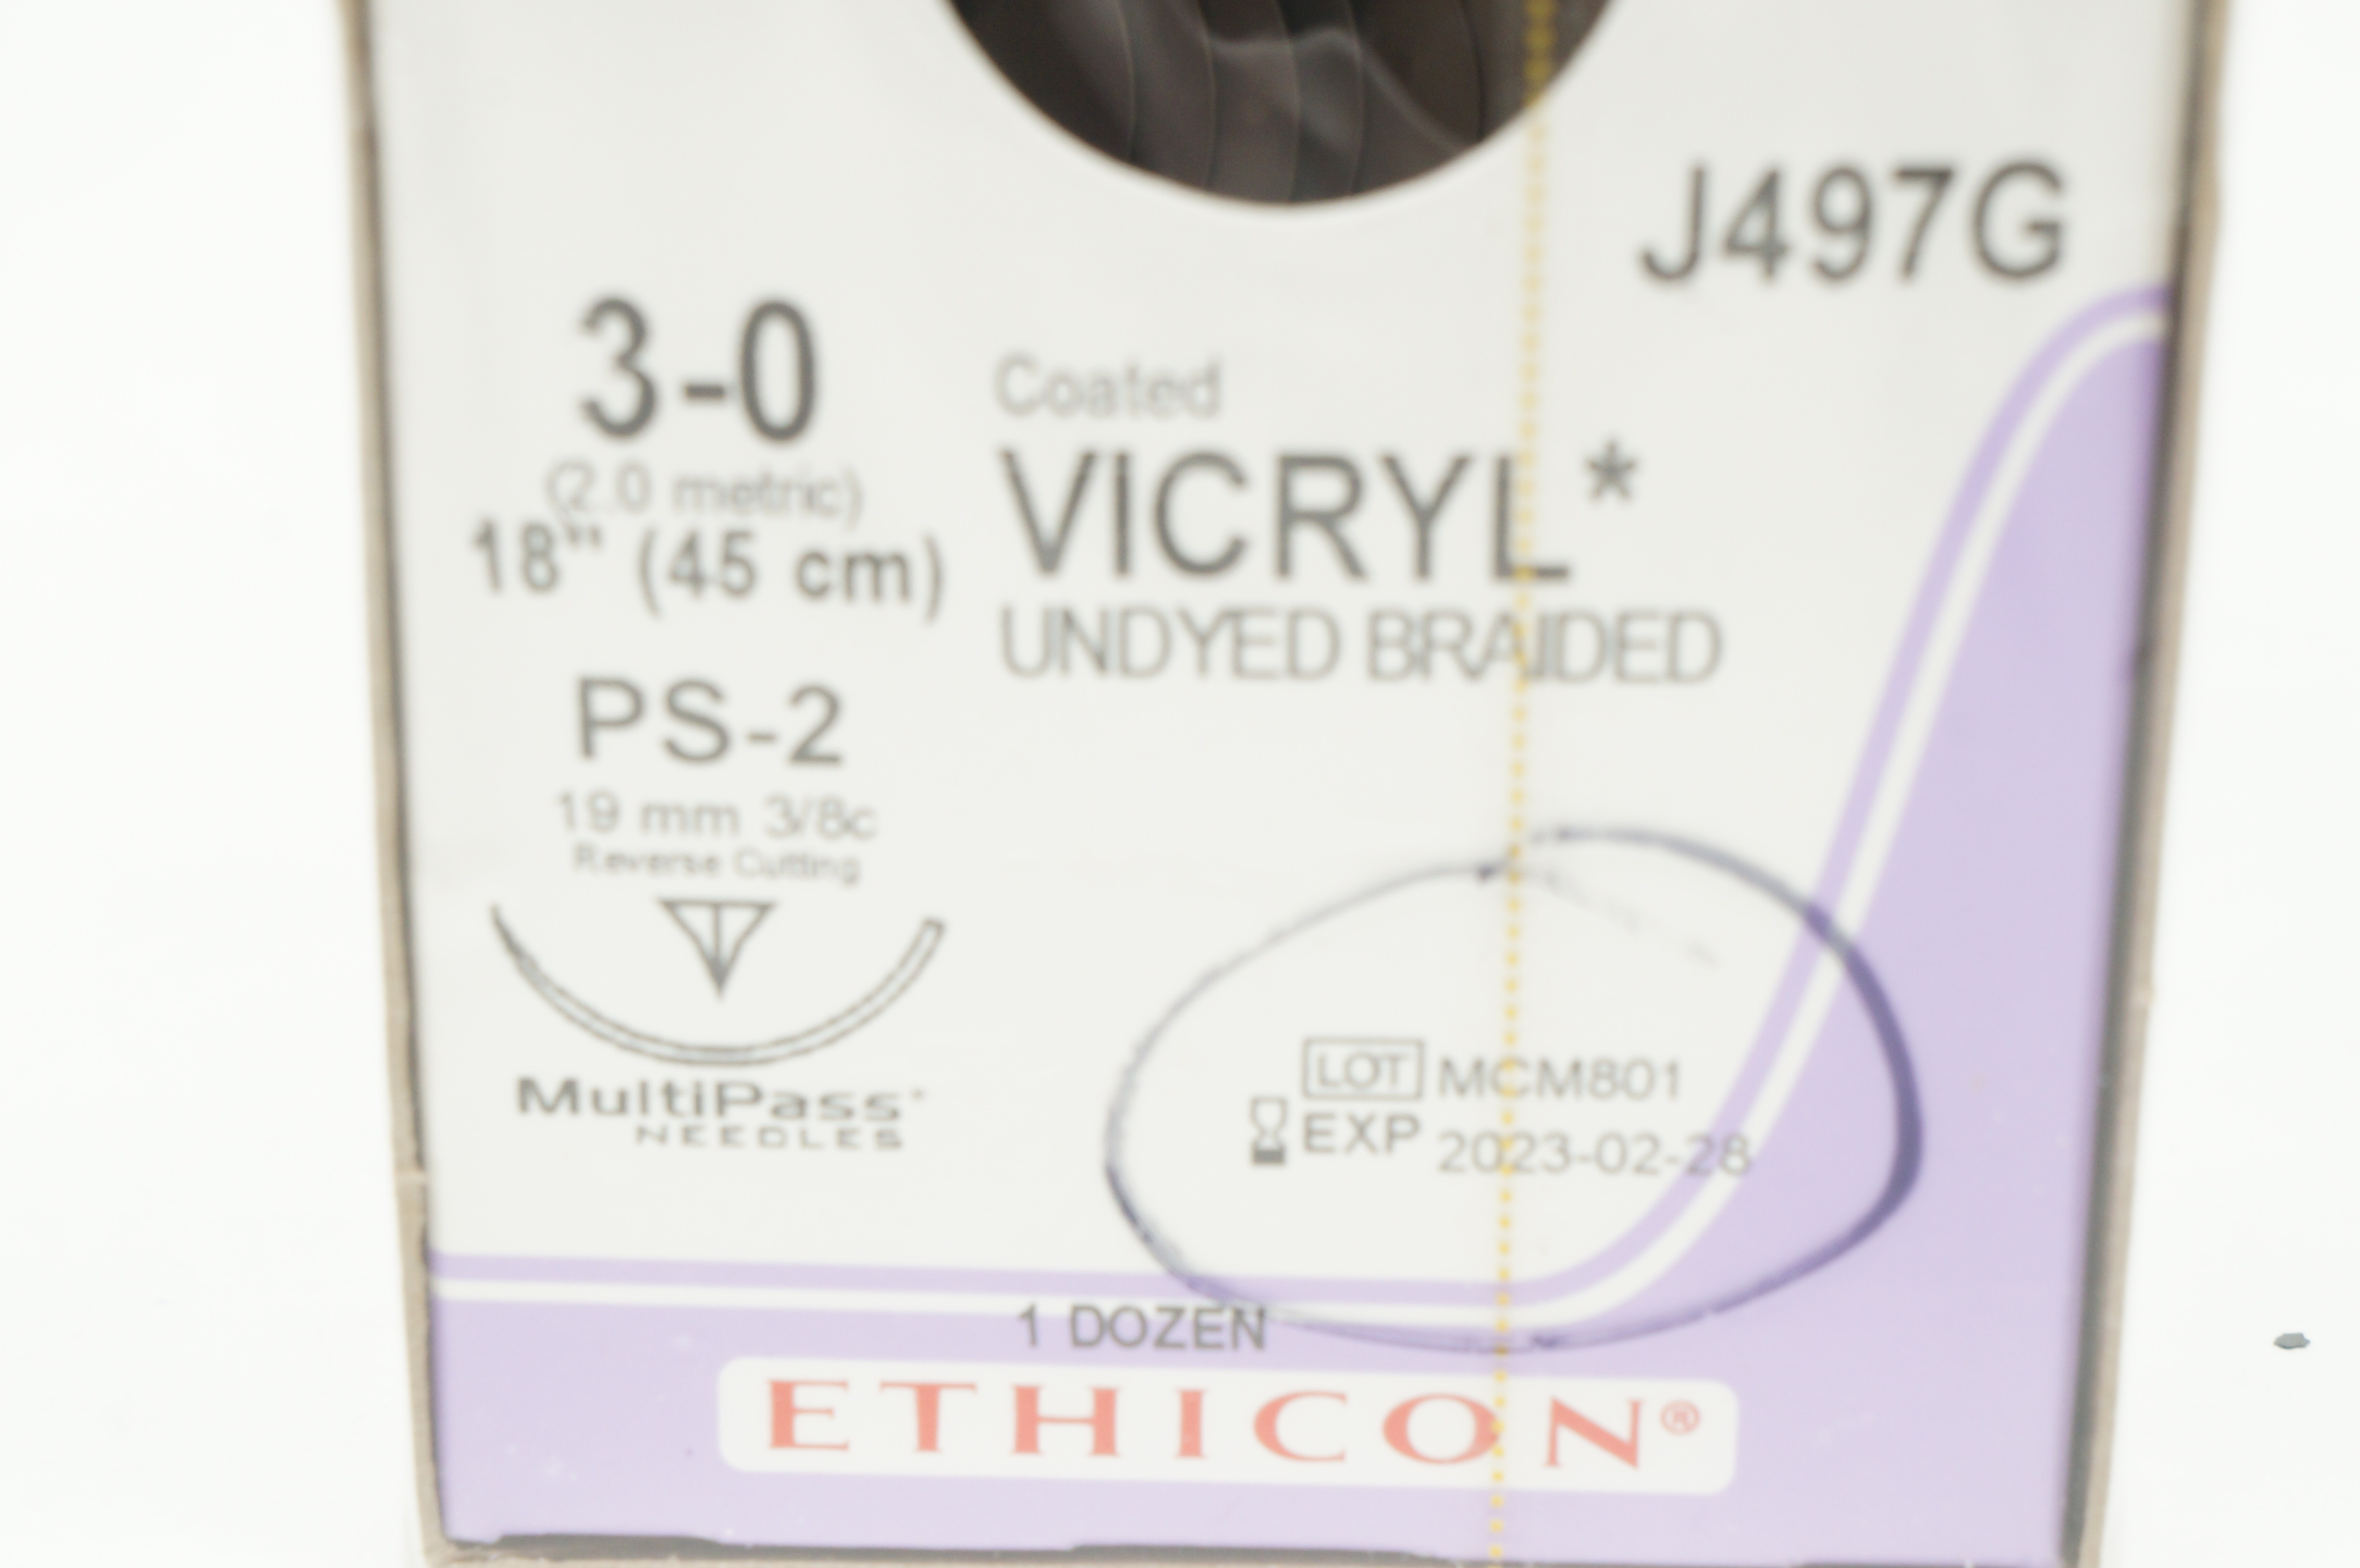 J497G
3-0
(2.0 metric)
18" (45 cm)
Coated
VICRYL*
UNDYED BRAIDED
PS-2
19 mm 3/8c
Reverse Cutting
MultiPass*
NEEDLES
LOT MCM801
EXP 2023-02-28
1 DOZEN
ETHICON®